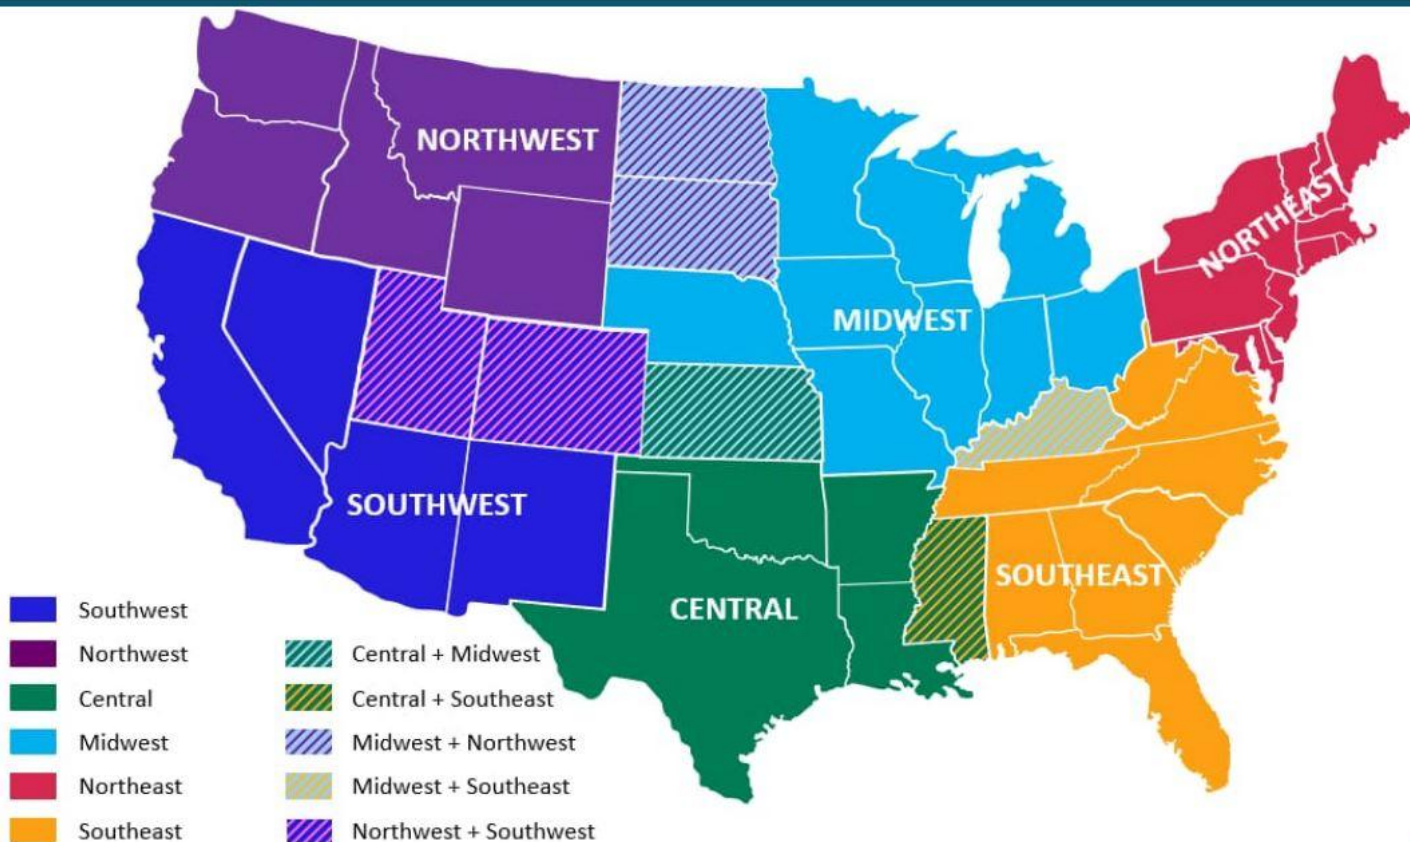 NORTHWEST
NORTHEAST
MIDWEST
SOUTHWEST
SOUTHEAST
CENTRAL
Southwest
Northwest
Central
Midwest
Northeast
Southeast
Central + Midwest
Central + Southeast
Midwest + Northwest
Midwest + Southeast
Northwest + Southwest